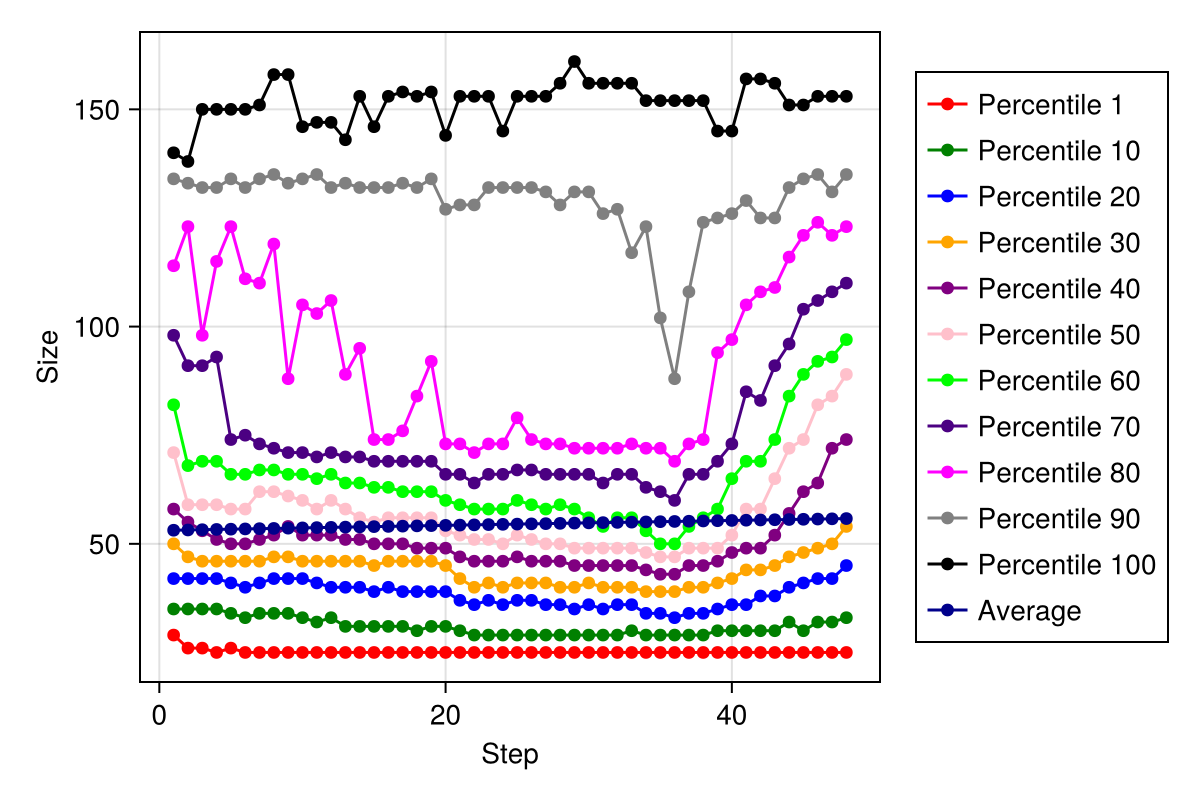 150
100
50
Size
0
20
40
Step
Percentile 1
Percentile 10
Percentile 20
Percentile 30
Percentile 40
Percentile 50
Percentile 60
Percentile 70
Percentile 80
Percentile 90
Percentile 100
Average